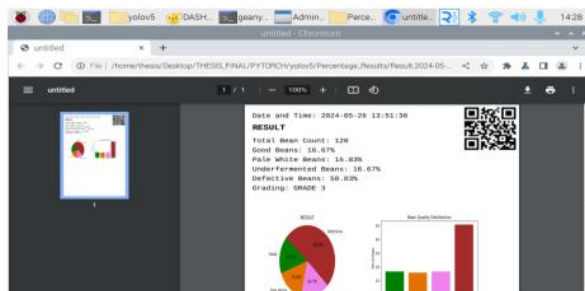 yolov5
DASH...
geany...
Admin...
Perce...
untitle...
14:28
untitled - Chromium
untitled
File
/home/thesis/Desktop/THESIS_FINAL/PYTORCH/yolov5/Percentage_Results/Result_2024-05-...
untitled
1 / 1
100%
1
Date and Time: 2024-05-26 13:51:36
RESULT
Total Bean Count: 120
Good Beans: 16.67%
Pale White Beans: 15.83%
Underfermented Beans: 16.67%
Defective Beans: 50.83%
Grading: GRADE 3
RESULT
Bean Quality Distribution
Defective
Good